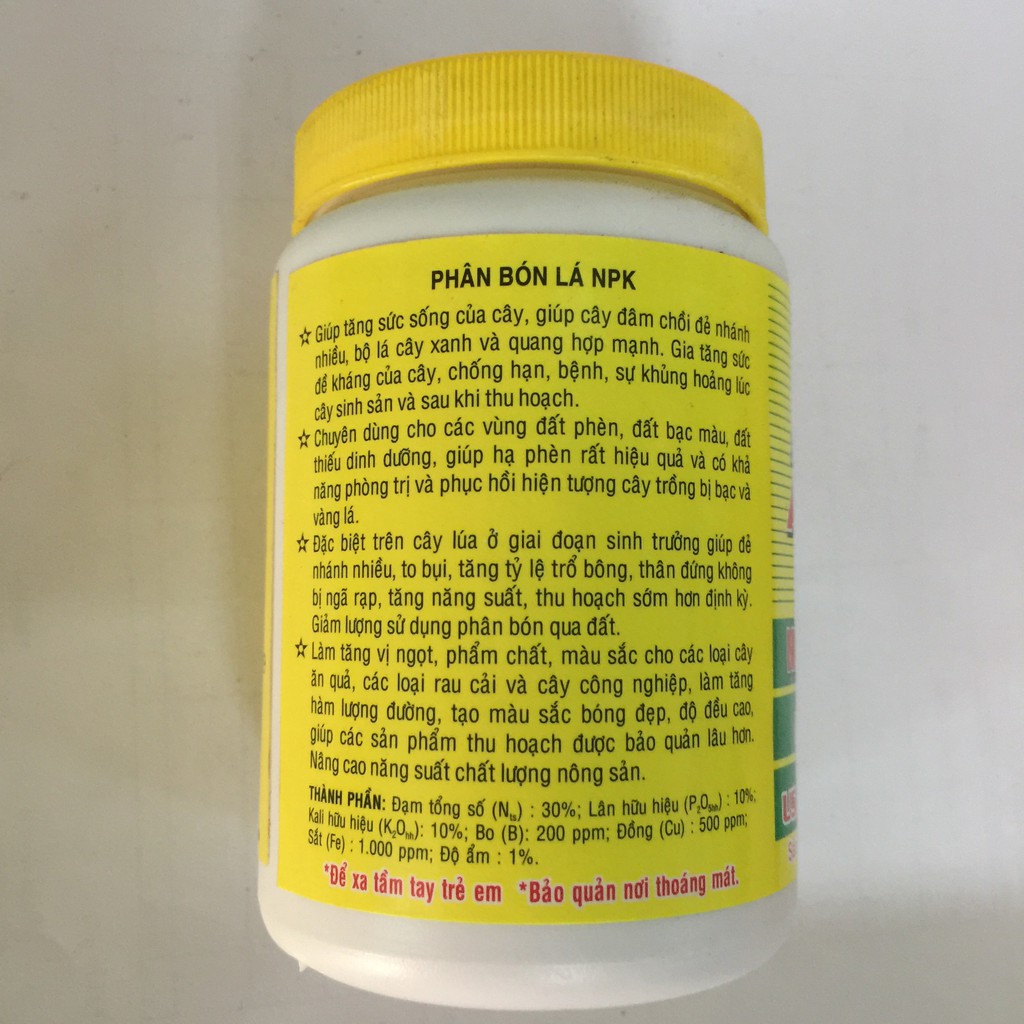 PHÂN BÓN LÁ NPK
☆ Giúp tăng sức sống của cây, giúp cây đâm chồi đẻ nhánh
nhiều, bộ lá cây xanh và quang hợp mạnh. Gia tăng sức
đề kháng của cây, chống hạn, bệnh, sự khủng hoảng lúc
cây sinh sản và sau khi thu hoạch.
☆ Chuyên dùng cho các vùng đất phèn, đất bạc màu, đất
thiếu dinh dưỡng, giúp hạ phèn rất hiệu quả và có khả
năng phòng trị và phục hồi hiện tượng cây trồng bị bạc và
vàng lá.
☆ Đặc biệt trên cây lúa ở giai đoạn sinh trưởng giúp đẻ
nhánh nhiều, to bụi, tăng tỷ lệ trổ bông, thân đứng không
bị ngã rạp, tăng năng suất, thu hoạch sớm hơn định kỳ.
Giảm lượng sử dụng phân bón qua đất.
☆ Làm tăng vị ngọt, phẩm chất, màu sắc cho các loại cây
ăn quả, các loại rau cải và cây công nghiệp, làm tăng
hàm lượng đường, tạo màu sắc bóng đẹp, độ đều cao,
giúp các sản phẩm thu hoạch được bảo quản lâu hơn.
Nâng cao năng suất chất lượng nông sản.
THÀNH PHẦN: Đạm tổng số (Nts) : 30%; Lân hữu hiệu (P2O5hh) : 10%;
Kali hữu hiệu (K2Ohh): 10%; Bo (B): 200 ppm; Đồng (Cu) : 500 ppm;
Sắt (Fe) : 1.000 ppm; Độ ẩm : 1%.
*Để xa tầm tay trẻ em *Bảo quản nơi thoáng mát.